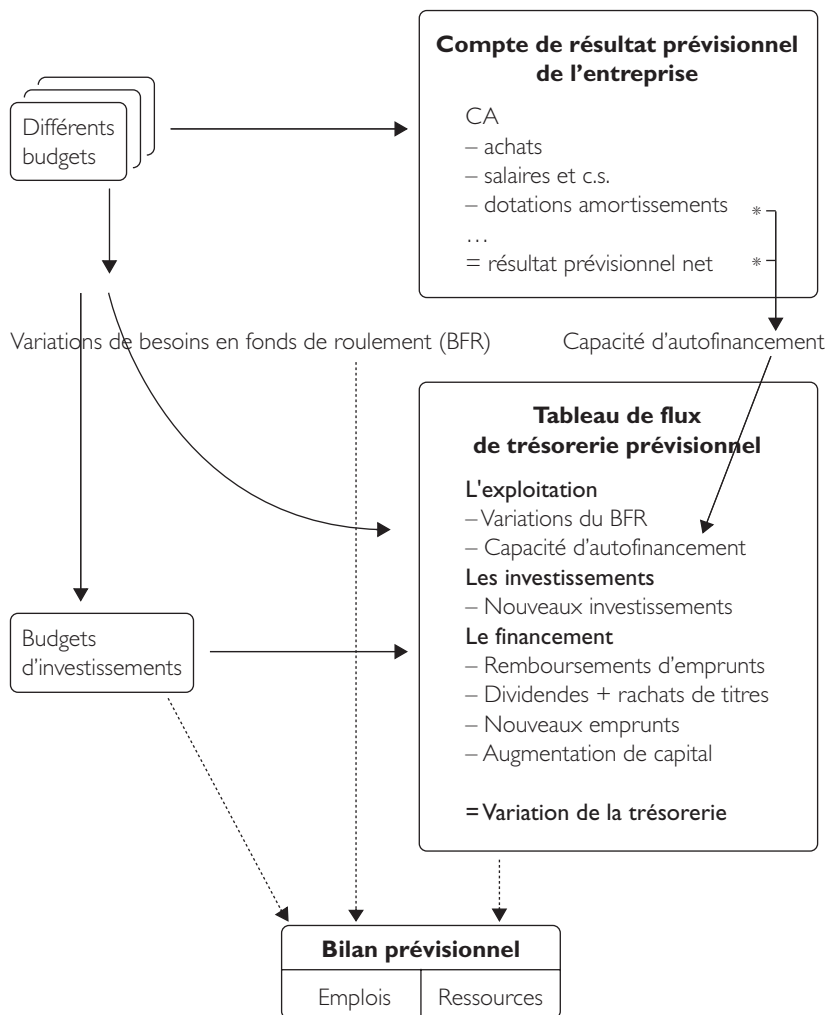 Compte de résultat prévisionnel
de l’entreprise
Différents
budgets
CA
– achats
– salaires et c.s.
– dotations amortissements *
…
= résultat prévisionnel net *
Variations de besoins en fonds de roulement (BFR)
Capacité d’autofinancement
Tableau de flux
de trésorerie prévisionnel
L'exploitation
– Variations du BFR
– Capacité d’autofinancement
Les investissements
– Nouveaux investissements
Le financement
– Remboursements d’emprunts
– Dividendes + rachats de titres
– Nouveaux emprunts
– Augmentation de capital
= Variation de la trésorerie
Budgets
d’investissements
Bilan prévisionnel
Emplois
Ressources